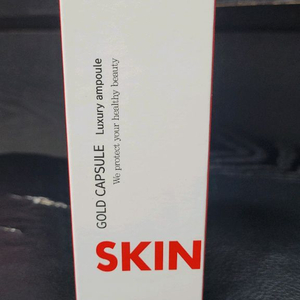 GOLD CAPSULE Luxury ampoule
We protect your healthy beauty
SKIN